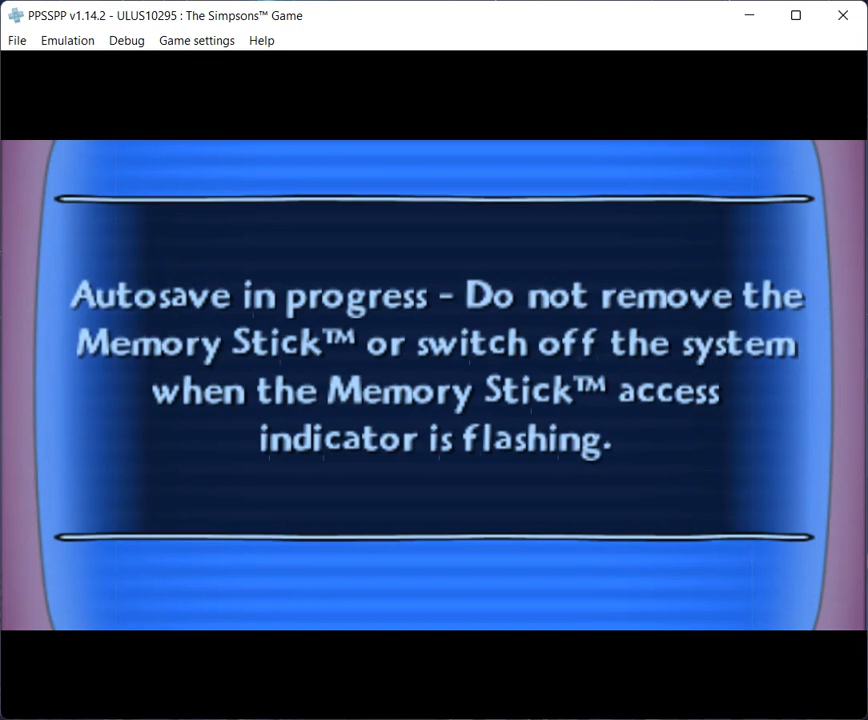 PPSSPP v1.14.2 - ULUS10295 : The Simpsons™ Game
File Emulation Debug Game settings Help
Autosave in progress - Do not remove the
Memory Stick™ or switch off the system
when the Memory Stick™ access
indicator is flashing.